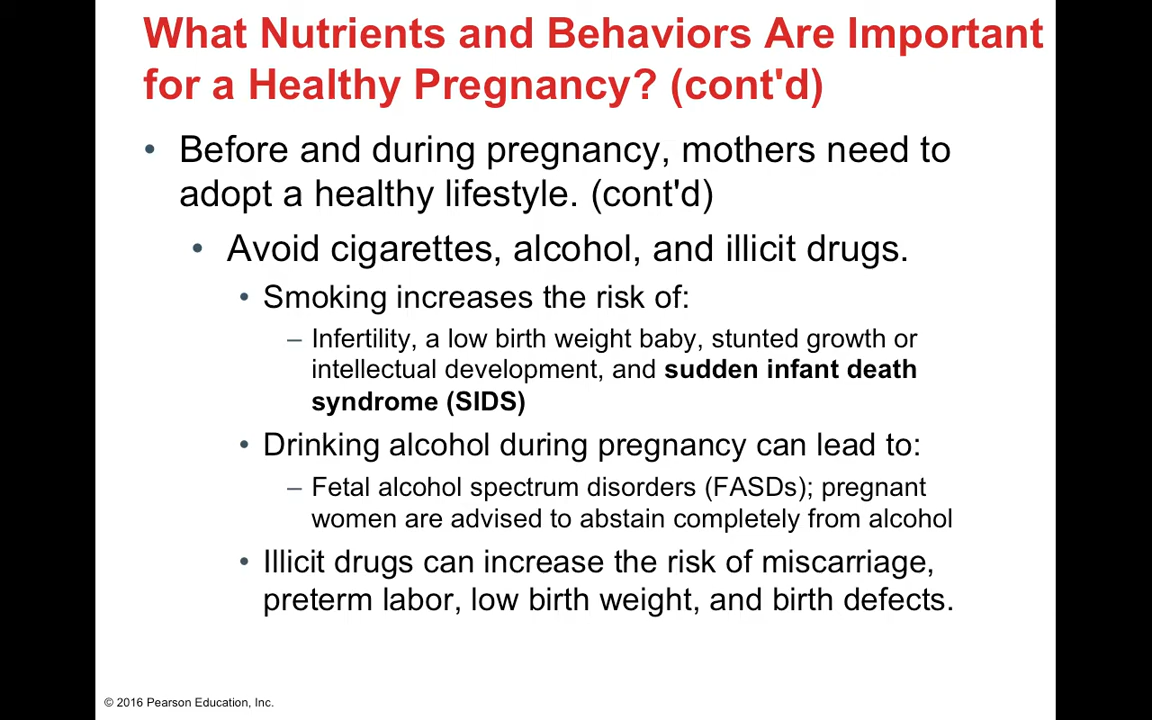 What Nutrients and Behaviors Are Important
for a Healthy Pregnancy? (cont'd)
• Before and during pregnancy, mothers need to
adopt a healthy lifestyle. (cont'd)
• Avoid cigarettes, alcohol, and illicit drugs.
• Smoking increases the risk of:
– Infertility, a low birth weight baby, stunted growth or
intellectual development, and sudden infant death
syndrome (SIDS)
• Drinking alcohol during pregnancy can lead to:
– Fetal alcohol spectrum disorders (FASDs); pregnant
women are advised to abstain completely from alcohol
• Illicit drugs can increase the risk of miscarriage,
preterm labor, low birth weight, and birth defects.
© 2016 Pearson Education, Inc.